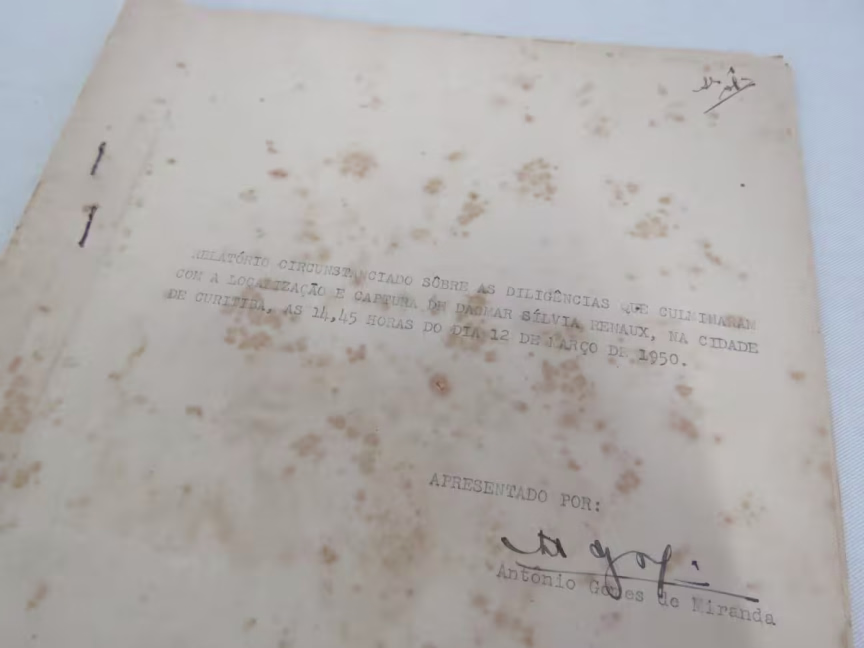 RELATÓRIO CIRCUNSTANCIADO SÔBRE AS DILIGÊNCIAS QUE CULMINARAM
COM A LOCALIZAÇÃO E CAPTURA DE DAGMAR SÍLVIA RENAUX, NA CIDADE
DE CURITIBA, AS 14,45 HORAS DO DIA 12 DE MARÇO DE 1950.
APRESENTADO POR:
Antônio Gomes de Miranda